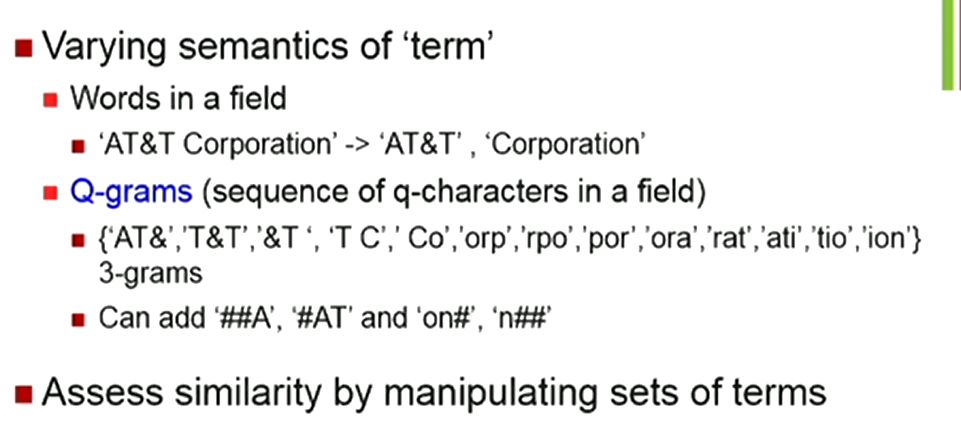 Varying semantics of ‘term’
Words in a field
‘AT&T Corporation’ -> ‘AT&T’ , ‘Corporation’
Q-grams (sequence of q-characters in a field)
{‘AT&’,’T&T’,’&T ‘, ‘T C’,’ Co’,’orp’,’rpo’,’por’,’ora’,’rat’,’ati’,’tio’,’ion’}
3-grams
Can add ‘##A’, ‘#AT’ and ‘on#’, ‘n##’
Assess similarity by manipulating sets of terms